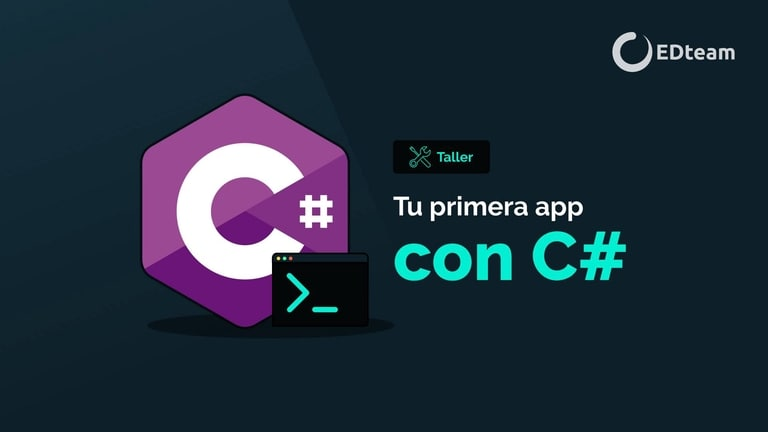 EDteam
Taller
Tu primera app
con C#
C#
>_